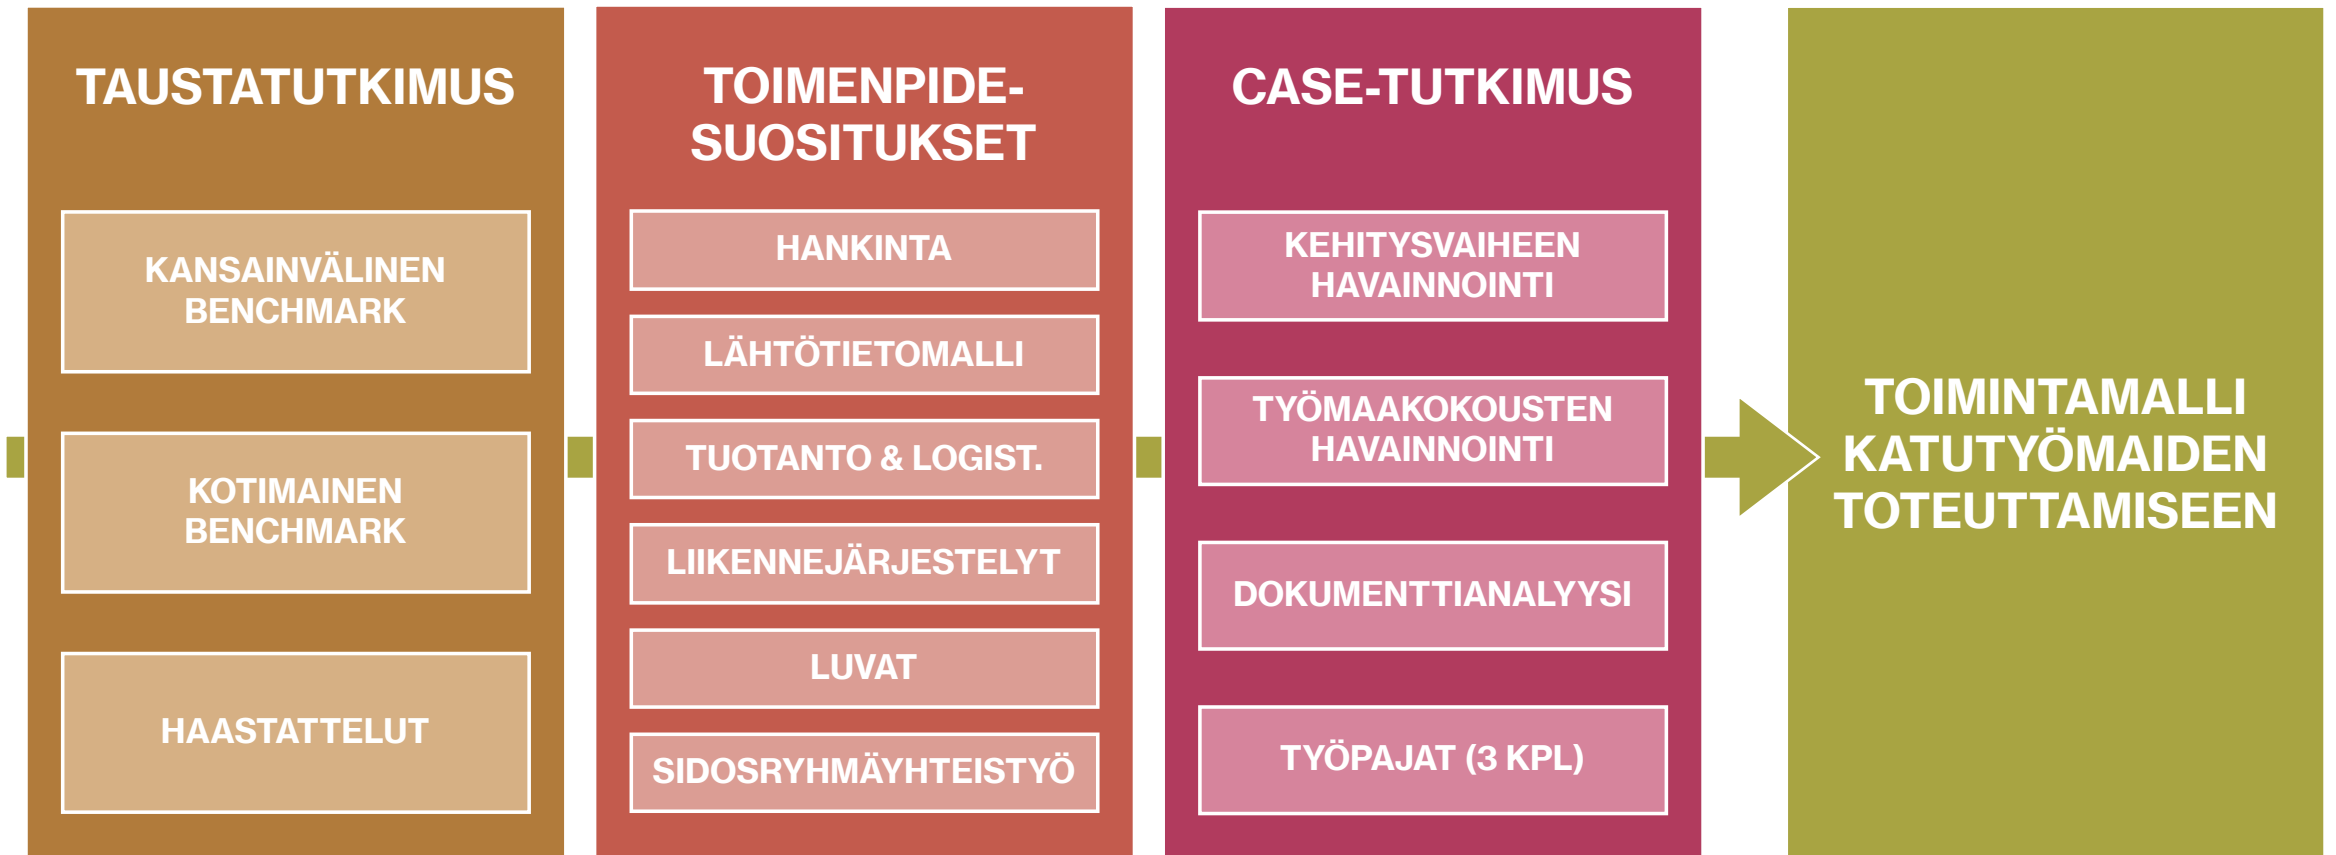 TAUSTATUTKIMUS
KANSAINVÄLINEN
BENCHMARK
KOTIMAINEN
BENCHMARK
HAASTATTELUT
TOIMENPIDE-
SUOSITUKSET
HANKINTA
LÄHTÖTIETOMALLI
TUOTANTO & LOGIST.
LIIKENNEJÄRJESTELYT
LUVAT
SIDOSRYHMÄYHTEISTYÖ
CASE-TUTKIMUS
KEHITYSVAIHEEN
HAVAINNOINTI
TYÖMAAKOKOUSTEN
HAVAINNOINTI
DOKUMENTTIANALYYSI
TYÖPAJAT (3 KPL)
TOIMINTAMALLI
KATUTYÖMAIDEN
TOTEUTTAMISEEN